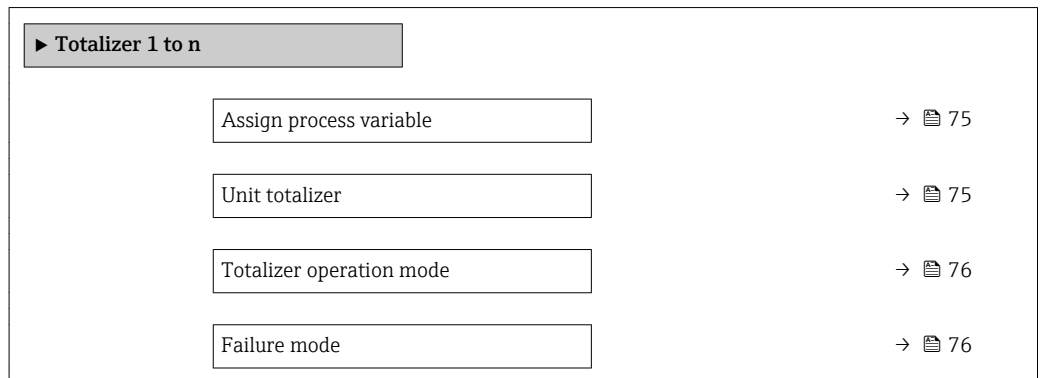 ▶ Totalizer 1 to n
Assign process variable → 75
Unit totalizer → 75
Totalizer operation mode → 76
Failure mode → 76